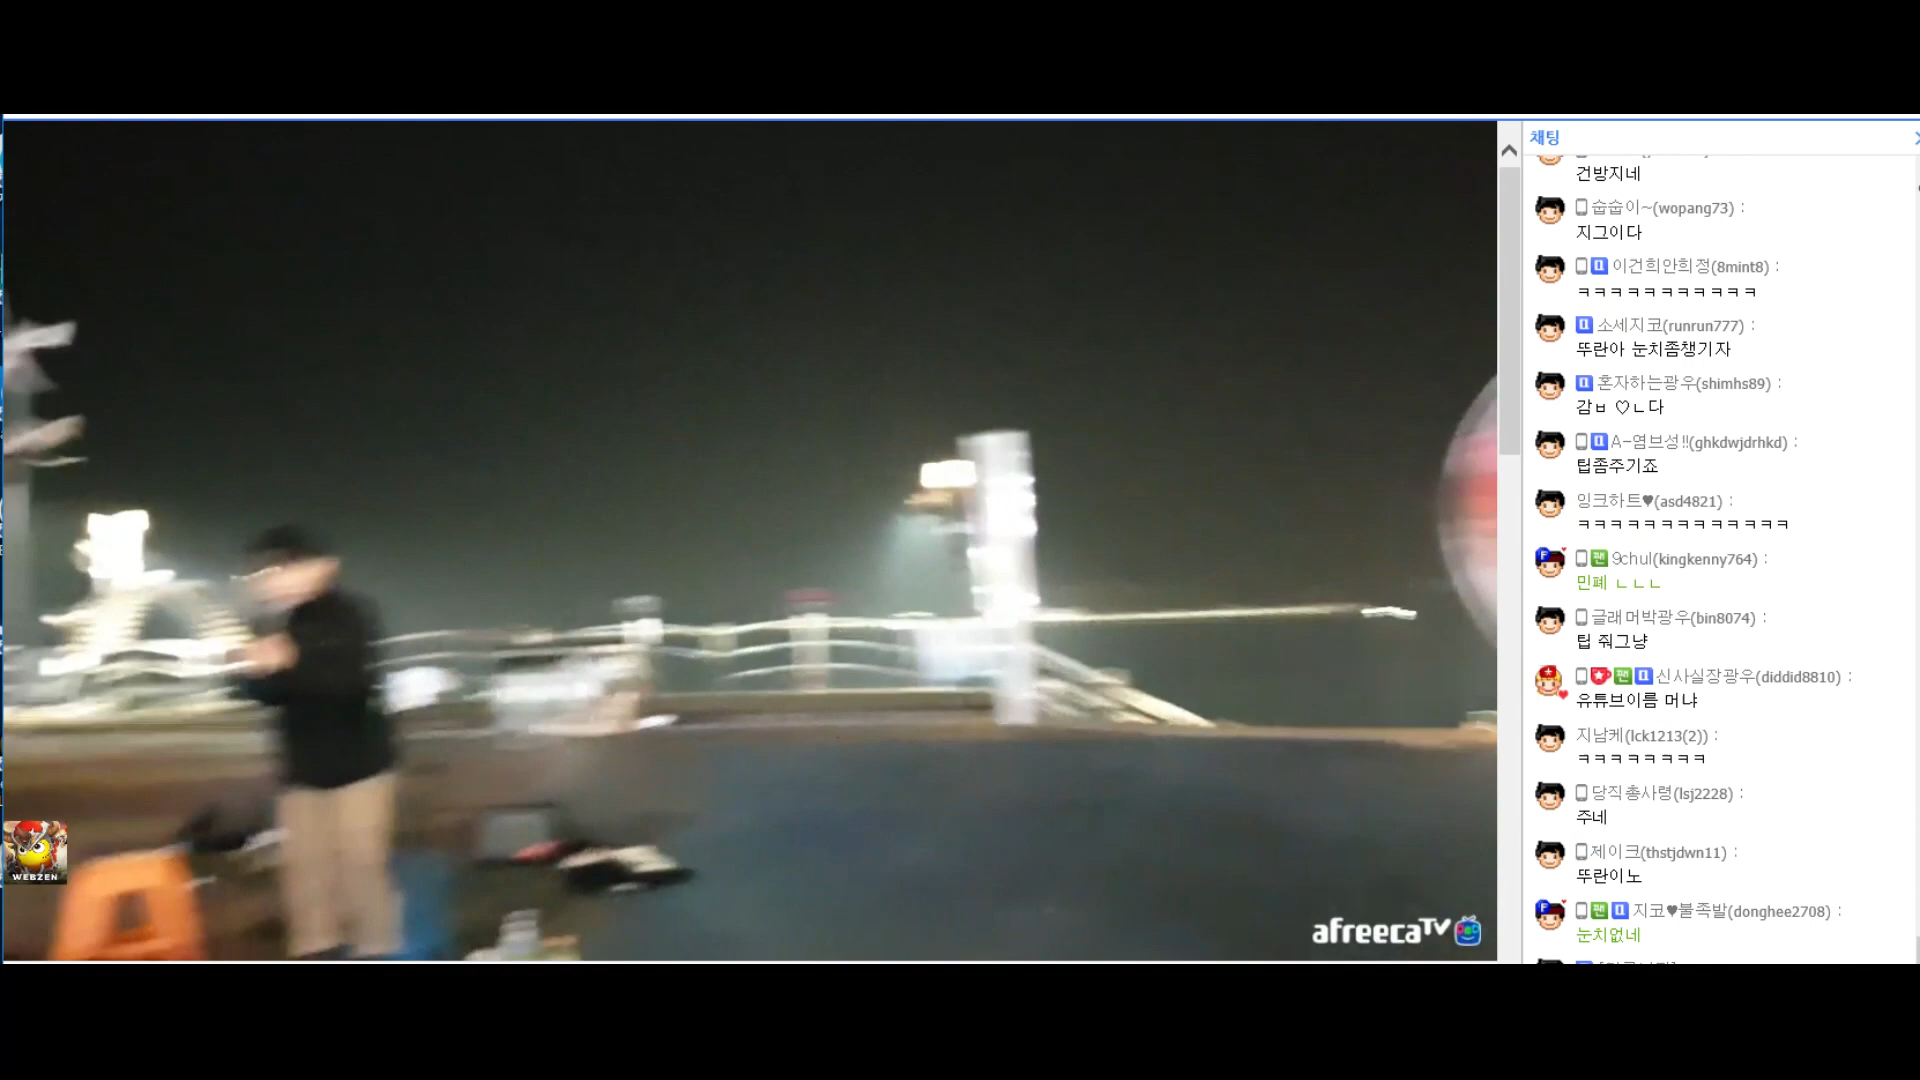 채팅
건방지네
숩숩이~(wopang73) :
지그이다
이건희안희정(8mint8) :
ㅋㅋㅋㅋㅋㅋㅋㅋㅋㅋㅋ
소세지코(runrun777) :
뚜란아 눈치좀챙기자
혼자하는광우(shimhs89) :
감ㅂ ♡ㄴ다
A-염브성!!(ghkdwjdrhkd) :
팁좀주기죠
잉크하트♥(asd4821) :
ㅋㅋㅋㅋㅋㅋㅋㅋㅋㅋㅋㅋㅋ
팬 9chul(kingkenny764) :
민폐 ㄴㄴㄴ
글래머박광우(bin8074) :
팁 줘그냥
팬 신사실장광우(diddid8810) :
유튜브이름 머냐
지남케(lck1213(2)) :
ㅋㅋㅋㅋㅋㅋㅋㅋ
당직총사령(lsj2228) :
주네
제이크(thstjdwn11) :
뚜란이노
팬 지코♥불족발(donghee2708) :
눈치없네
WEBZEN
afreecaTV